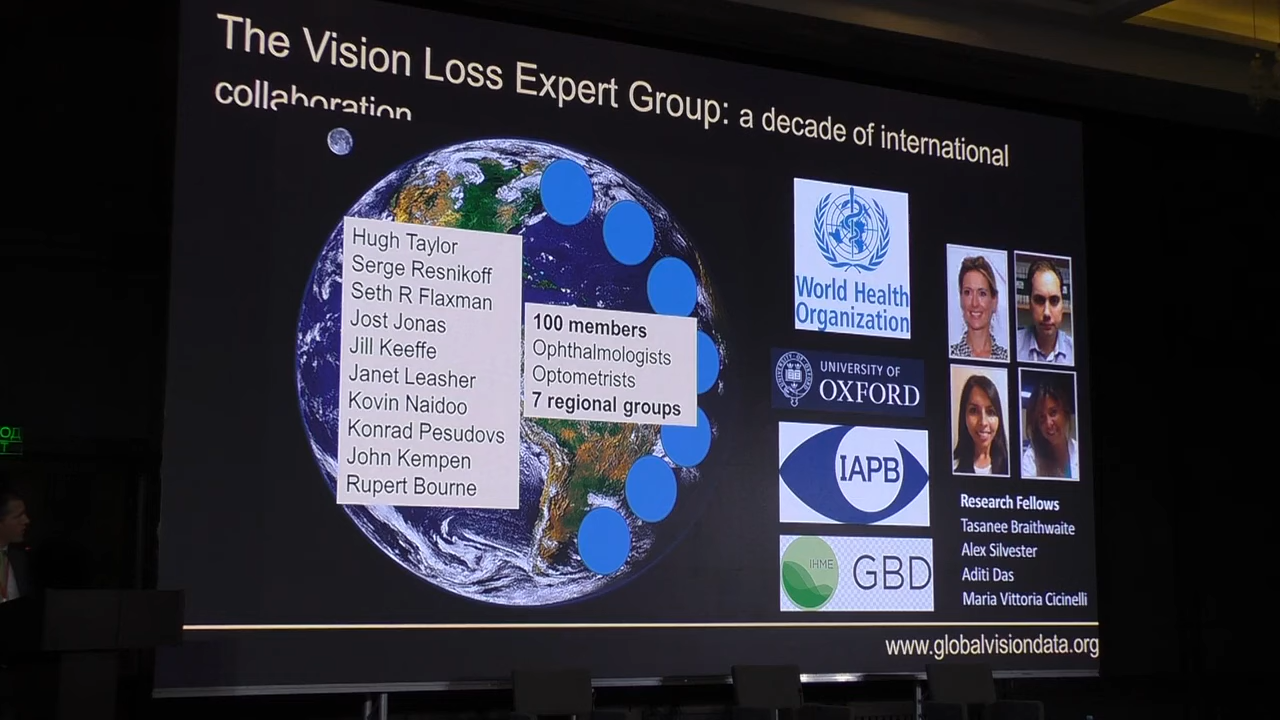 The Vision Loss Expert Group: a decade of international
collaboration
Hugh Taylor
Serge Resnikoff
Seth R Flaxman
Jost Jonas
Jill Keeffe
Janet Leasher
Kovin Naidoo
Konrad Pesudovs
John Kempen
Rupert Bourne
100 members
Ophthalmologists
Optometrists
7 regional groups
World Health
Organization
UNIVERSITY OF
OXFORD
IAPB
IHME
GBD
Research Fellows
Tasanee Braithwaite
Alex Silvester
Aditi Das
Maria Vittoria Cicinelli
www.globalvisiondata.org